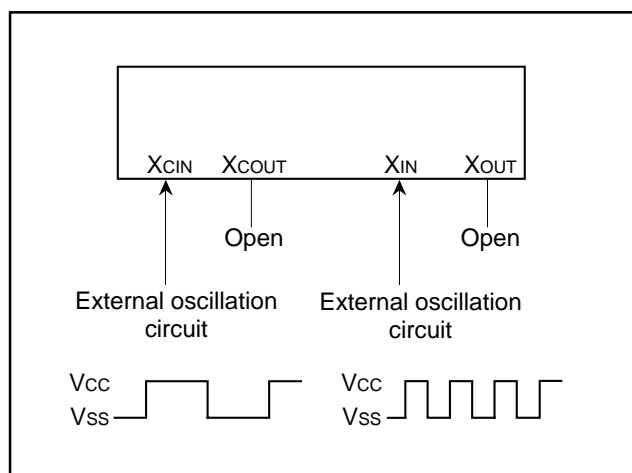 XCIN XCOUT XIN XOUT
Open Open
External oscillation circuit
External oscillation circuit
VCC
VSS
VCC
VSS